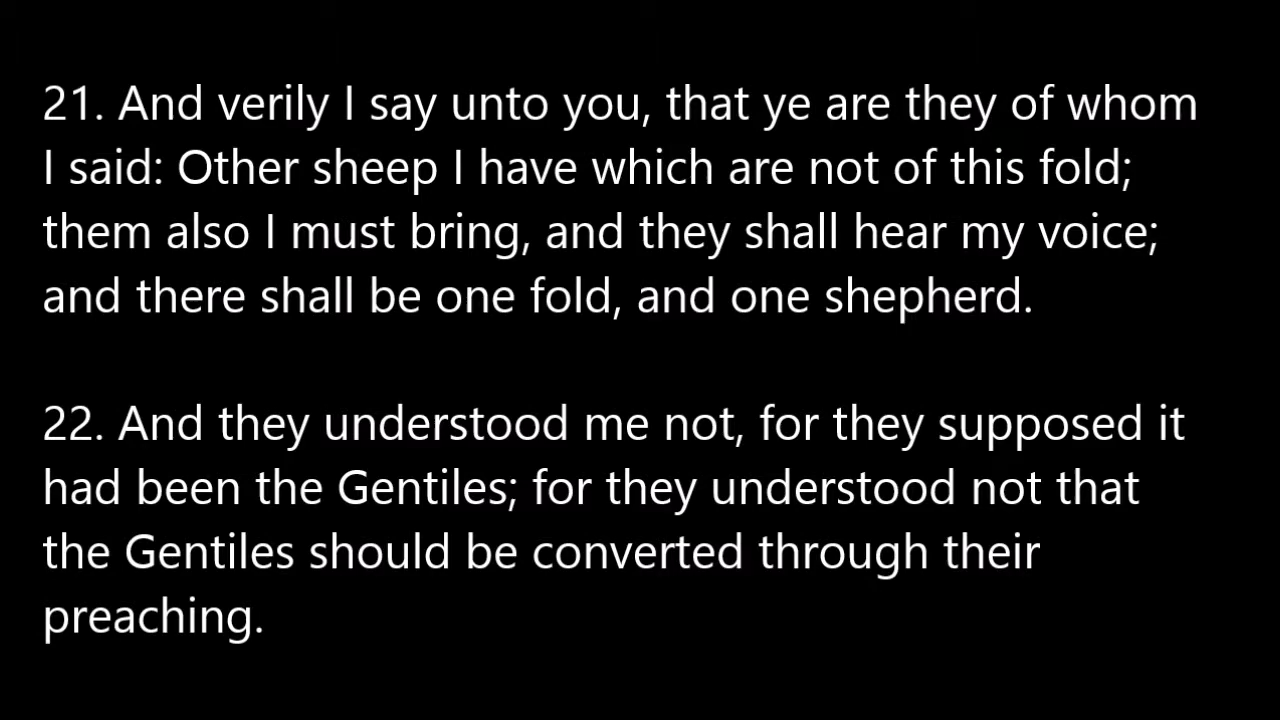 21. And verily I say unto you, that ye are they of whom
I said: Other sheep I have which are not of this fold;
them also I must bring, and they shall hear my voice;
and there shall be one fold, and one shepherd.
22. And they understood me not, for they supposed it
had been the Gentiles; for they understood not that
the Gentiles should be converted through their
preaching.